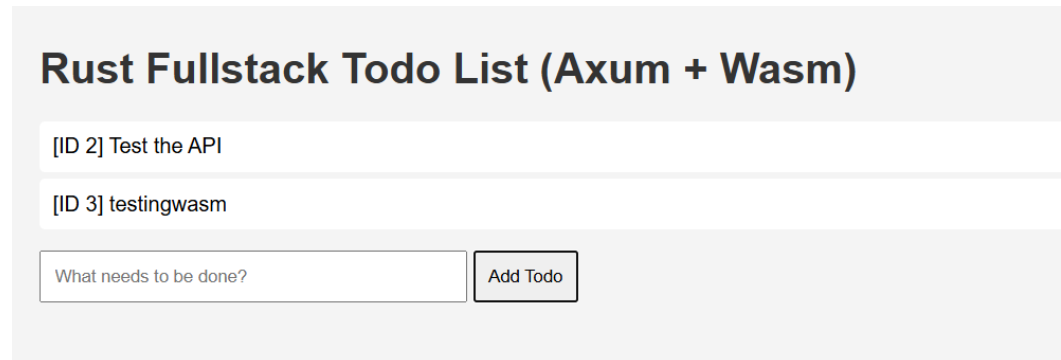 Rust Fullstack Todo List (Axum + Wasm)
[ID 2] Test the API
[ID 3] testingwasm
What needs to be done? Add Todo